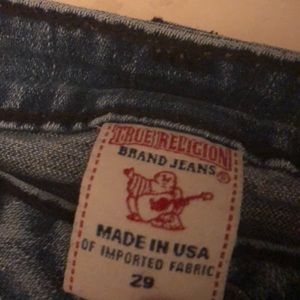 TRUE RELIGION
BRAND JEANS®
MADE IN USA
OF IMPORTED FABRIC
29